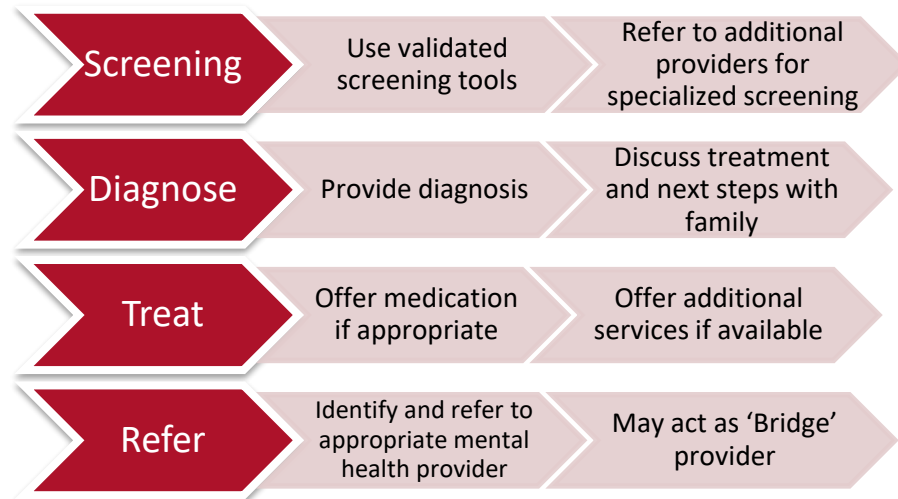 Screening
Use validated
screening tools
Refer to additional
providers for
specialized screening
Diagnose
Provide diagnosis
Discuss treatment
and next steps with
family
Treat
Offer medication
if appropriate
Offer additional
services if available
Refer
Identify and refer to
appropriate mental
health provider
May act as ‘Bridge’
provider